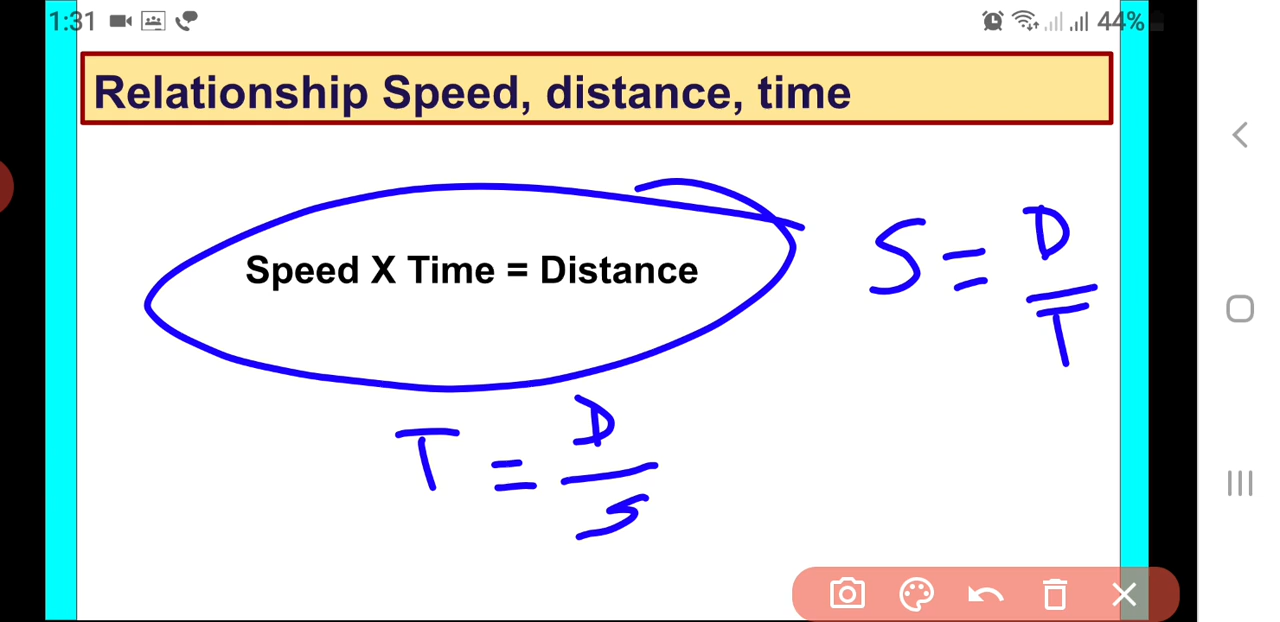 1:31 44%
Relationship Speed, distance, time
Speed X Time = Distance
S = D/T
T = D/S